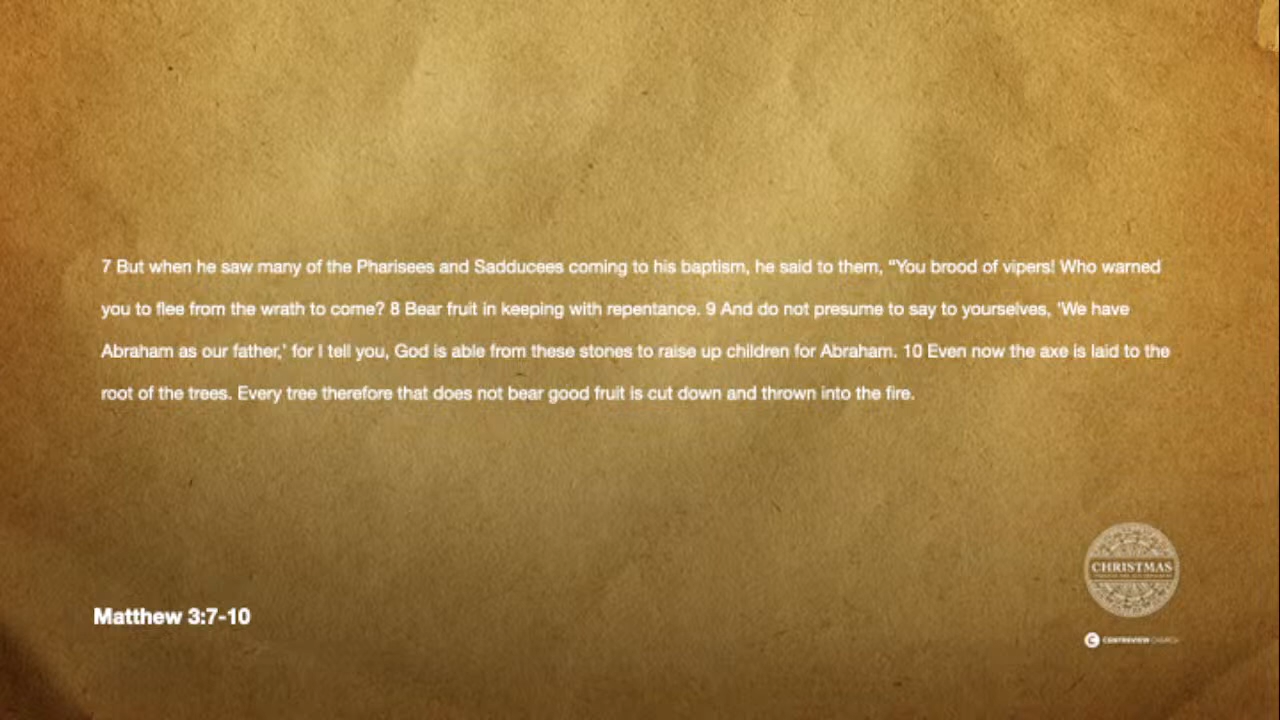 7 But when he saw many of the Pharisees and Sadducees coming to his baptism, he said to them, “You brood of vipers! Who warned
you to flee from the wrath to come? 8 Bear fruit in keeping with repentance. 9 And do not presume to say to yourselves, ‘We have
Abraham as our father,’ for I tell you, God is able from these stones to raise up children for Abraham. 10 Even now the axe is laid to the
root of the trees. Every tree therefore that does not bear good fruit is cut down and thrown into the fire.
CHRISTMAS
Matthew 3:7-10
CENTREVIEW CHURCH